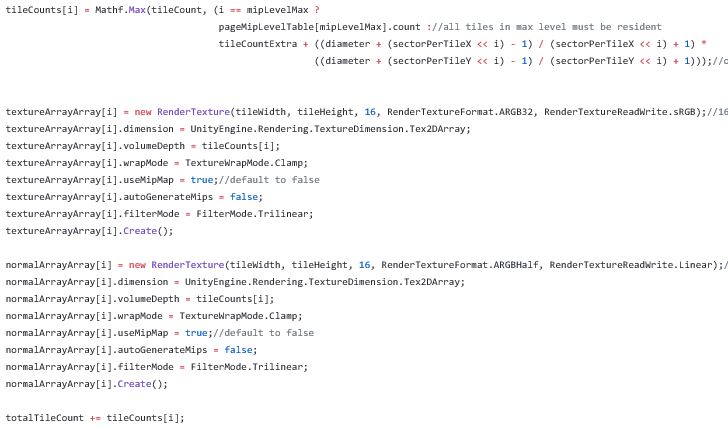 tileCounts[i] = Mathf.Max(tileCount, (i == mipLevelMax ?
pageMipLevelTable[mipLevelMax].count ://all tiles in max level must be resident
tileCountExtra + ((diameter + (sectorPerTileX << i) - 1) / (sectorPerTileX << i) + 1) *
((diameter + (sectorPerTileY << i) - 1) / (sectorPerTileY << i) + 1)));//
textureArrayArray[i] = new RenderTexture(tileWidth, tileHeight, 16, RenderTextureFormat.ARGB32, RenderTextureReadWrite.sRGB);//16
textureArrayArray[i].dimension = UnityEngine.Rendering.TextureDimension.Tex2DArray;
textureArrayArray[i].volumeDepth = tileCounts[i];
textureArrayArray[i].wrapMode = TextureWrapMode.Clamp;
textureArrayArray[i].useMipMap = true;//default to false
textureArrayArray[i].autoGenerateMips = false;
textureArrayArray[i].filterMode = FilterMode.Trilinear;
textureArrayArray[i].Create();
normalArrayArray[i] = new RenderTexture(tileWidth, tileHeight, 16, RenderTextureFormat.ARGBHalf, RenderTextureReadWrite.Linear);/
normalArrayArray[i].dimension = UnityEngine.Rendering.TextureDimension.Tex2DArray;
normalArrayArray[i].volumeDepth = tileCounts[i];
normalArrayArray[i].wrapMode = TextureWrapMode.Clamp;
normalArrayArray[i].useMipMap = true;//default to false
normalArrayArray[i].autoGenerateMips = false;
normalArrayArray[i].filterMode = FilterMode.Trilinear;
normalArrayArray[i].Create();
totalTileCount += tileCounts[i];